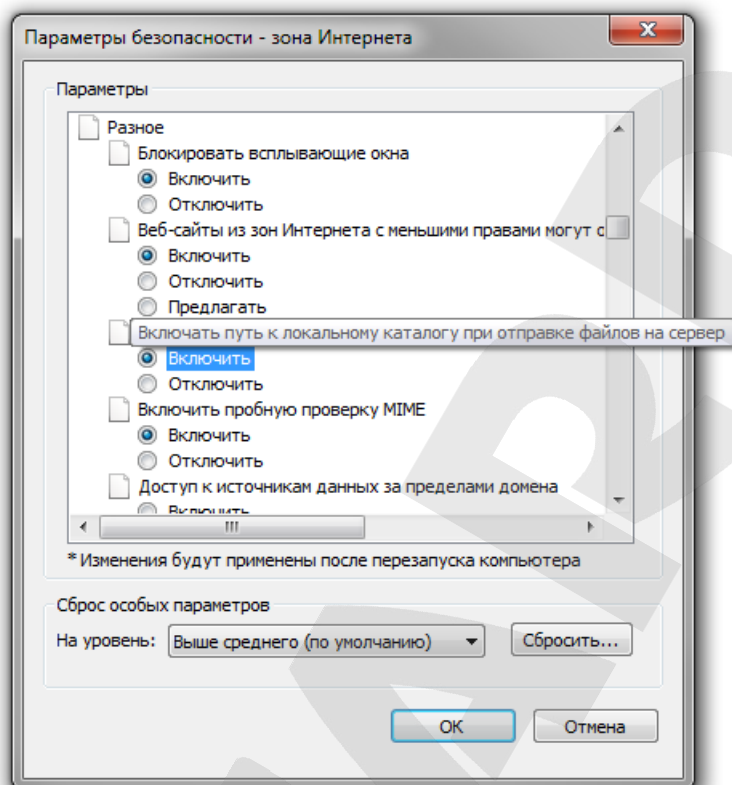 Параметры безопасности - зона Интернета
Параметры
Разное
Блокировать всплывающие окна
Включить
Отключить
Веб-сайты из зон Интернета с меньшими правами могут с
Включить
Отключить
Предлагать
Включать путь к локальному каталогу при отправке файлов на сервер
Включить
Отключить
Включить пробную проверку MIME
Включить
Отключить
Доступ к источникам данных за пределами домена
Включить
* Изменения будут применены после перезапуска компьютера
Сброс особых параметров
На уровень: Выше среднего (по умолчанию) Сбросить...
ОК Отмена